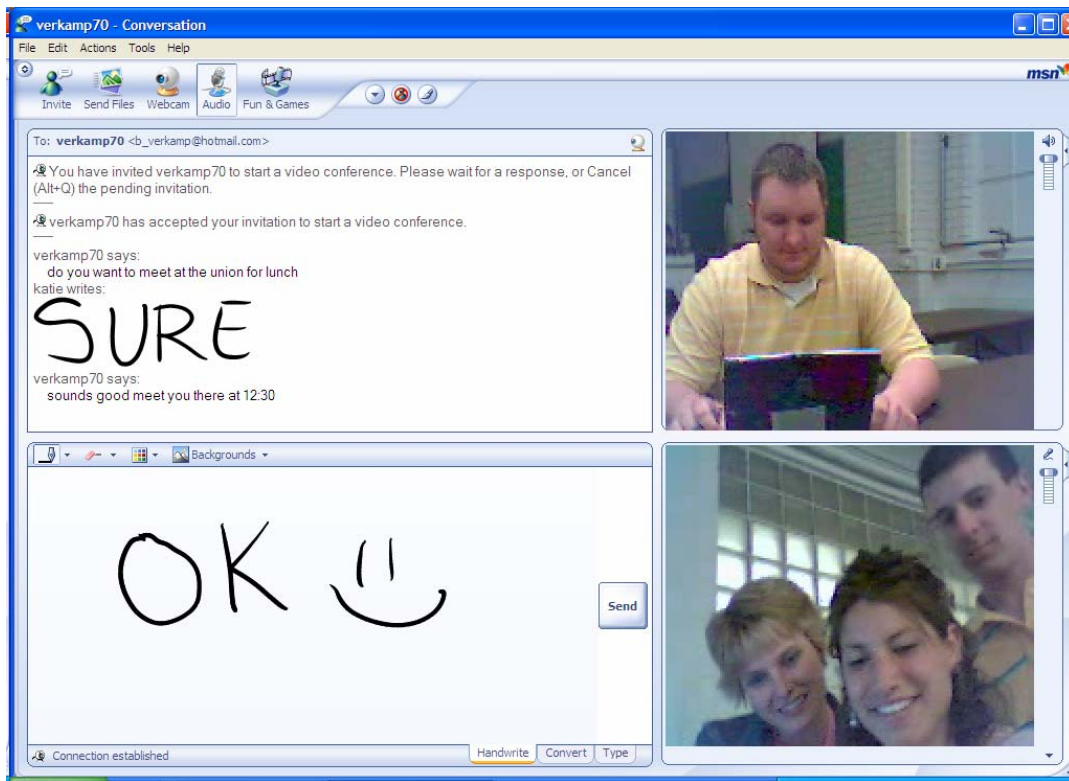 verkamp70 - Conversation
File Edit Actions Tools Help
msn
Invite Send Files Webcam Audio Fun & Games
To: verkamp70 <b_verkamp@hotmail.com>
You have invited verkamp70 to start a video conference. Please wait for a response, or Cancel
(Alt+Q) the pending invitation.
verkamp70 has accepted your invitation to start a video conference.
verkamp70 says:
do you want to meet at the union for lunch
katie writes:
SURE
verkamp70 says:
sounds good meet you there at 12:30
Backgrounds
OK
Send
Connection established
Handwrite Convert Type